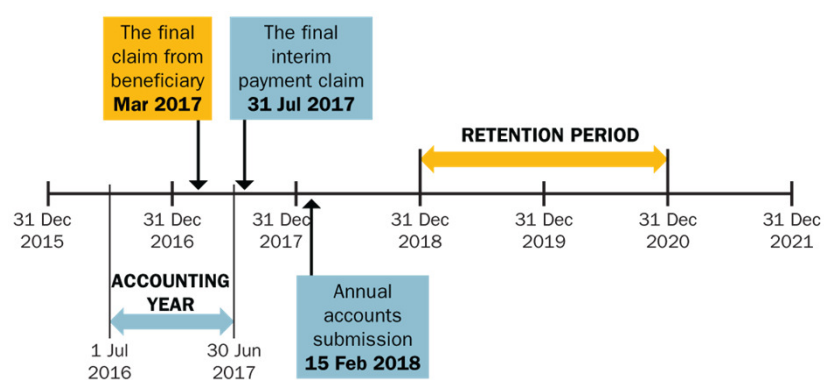 The final
claim from
beneficiary
Mar 2017
The final
interim
payment claim
31 Jul 2017
RETENTION PERIOD
31 Dec
2015
31 Dec
2016
31 Dec
2017
31 Dec
2018
31 Dec
2019
31 Dec
2020
31 Dec
2021
ACCOUNTING
YEAR
1 Jul
2016
30 Jun
2017
Annual
accounts
submission
15 Feb 2018